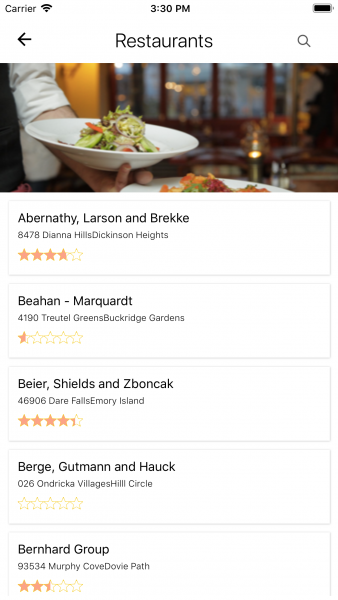 Carrier 3:30 PM
Restaurants
Abernathy, Larson and Brekke
8478 Dianna HillsDickinson Heights
Beahan - Marquardt
4190 Treutel GreensBuckridge Gardens
Beier, Shields and Zboncak
46906 Dare FallsEmory Island
Berge, Gutmann and Hauck
026 Ondricka VillagesHilll Circle
Bernhard Group
93534 Murphy CoveDovie Path